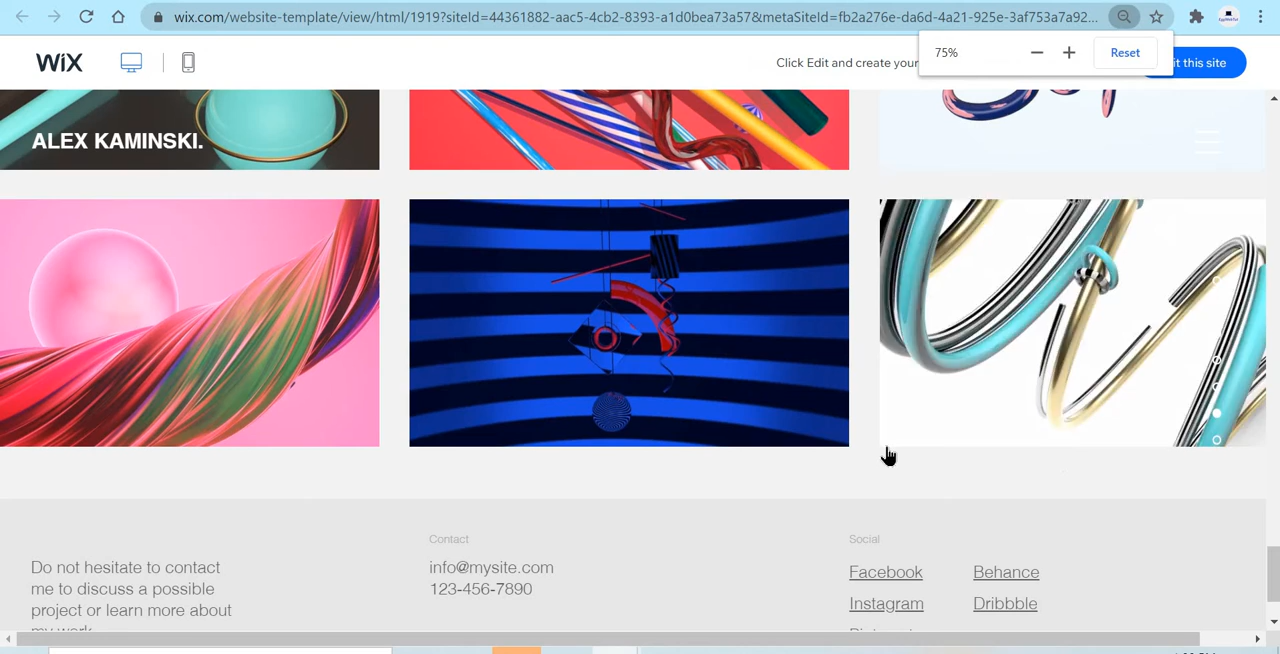 wix.com/website-template/view/html/1919?siteId=44361882-aac5-4cb2-8393-a1d0bea73a57&metaSiteId=fb2a276e-da6d-4a21-925e-3af753a7a92...
75%
Reset
WiX
Click Edit and create your
t this site
ALEX KAMINSKI.
Do not hesitate to contact
me to discuss a possible
project or learn more about
my work
Contact
info@mysite.com
123-456-7890
Social
Facebook
Behance
Instagram
Dribbble